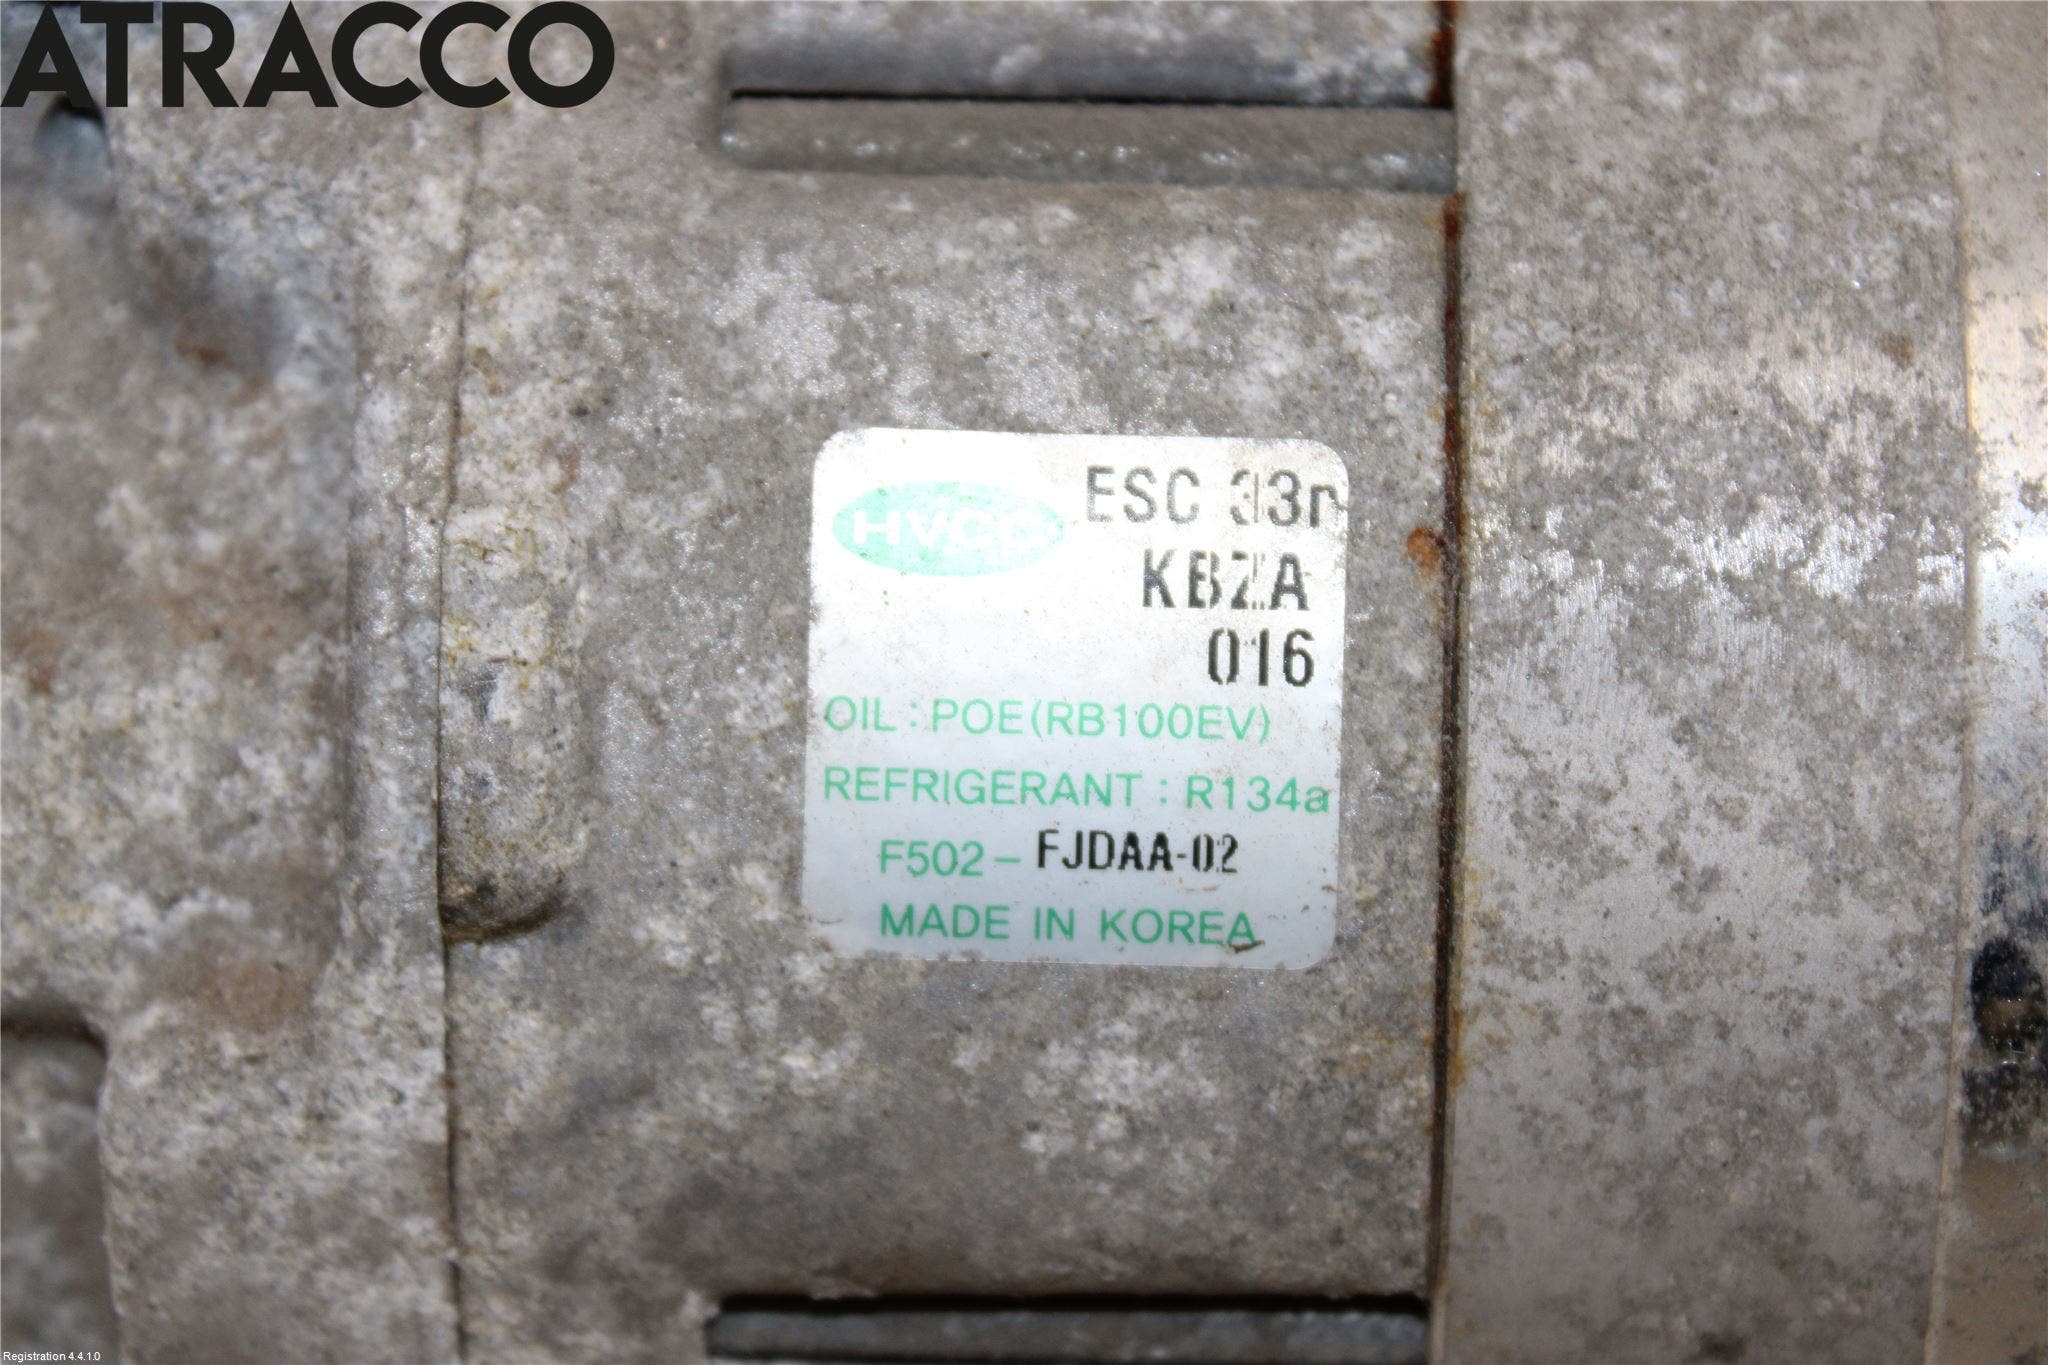 ATRACCO
HVCC ESC 33r
KBZA
016
OIL : POE(RB100EV)
REFRIGERANT : R134a
F502- FJDAA-02
MADE IN KOREA
Registration 4.4.1.0